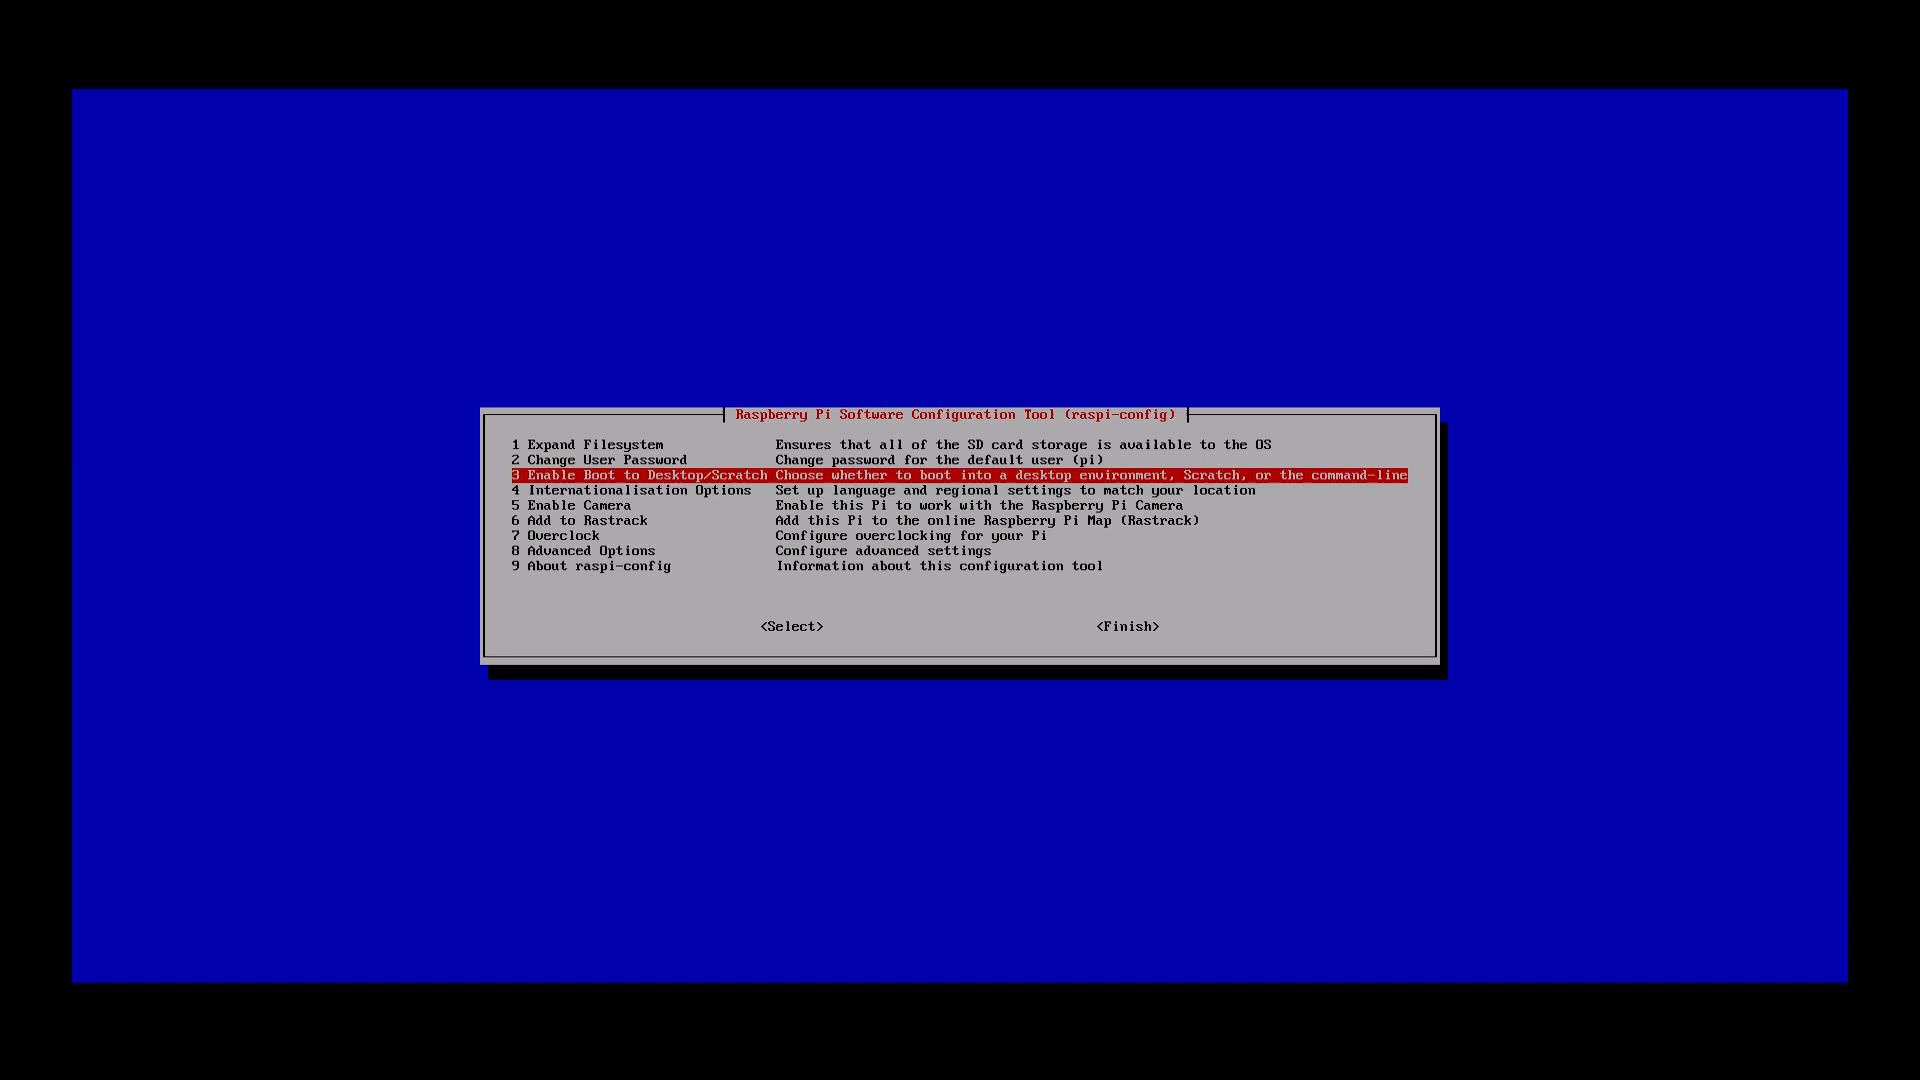 Raspberry Pi Software Configuration Tool (raspi-config)
1 Expand Filesystem Ensures that all of the SD card storage is available to the OS
2 Change User Password Change password for the default user (pi)
3 Enable Boot to Desktop/Scratch Choose whether to boot into a desktop environment, Scratch, or the command-line
4 Internationalisation Options Set up language and regional settings to match your location
5 Enable Camera Enable this Pi to work with the Raspberry Pi Camera
6 Add to Rastrack Add this Pi to the online Raspberry Pi Map (Rastrack)
7 Overclock Configure overclocking for your Pi
8 Advanced Options Configure advanced settings
9 About raspi-config Information about this configuration tool
<Select> <Finish>